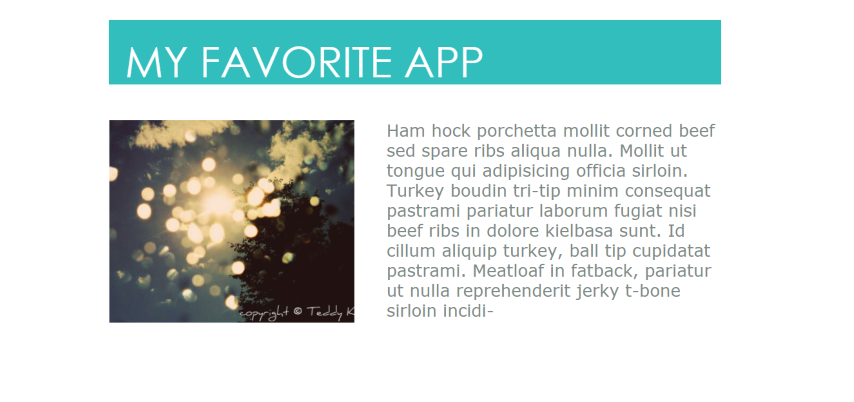 MY FAVORITE APP
Ham hock porchetta mollit corned beef
sed spare ribs aliqua nulla. Mollit ut
tongue qui adipisicing officia sirloin.
Turkey boudin tri-tip minim consequat
pastrami pariatur laborum fugiat nisi
beef ribs in dolore kielbasa sunt. Id
cillum aliquip turkey, ball tip cupidatat
pastrami. Meatloaf in fatback, pariatur
ut nulla reprehenderit jerky t-bone
sirloin incidi-
copyright © Teddy K